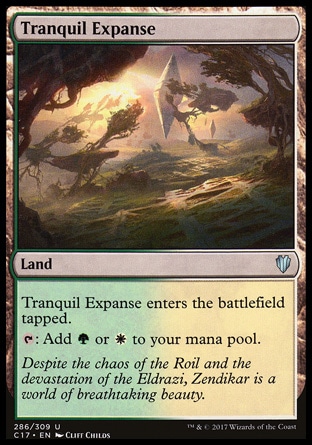 Tranquil Expanse
Land
Tranquil Expanse enters the battlefield
tapped.
: Add or to your mana pool.
Despite the chaos of the Roil and the
devastation of the Eldrazi, Zendikar is a
world of breathtaking beauty.
286/309 U
C17 • EN Cliff Childs
™ & © 2017 Wizards of the Coast